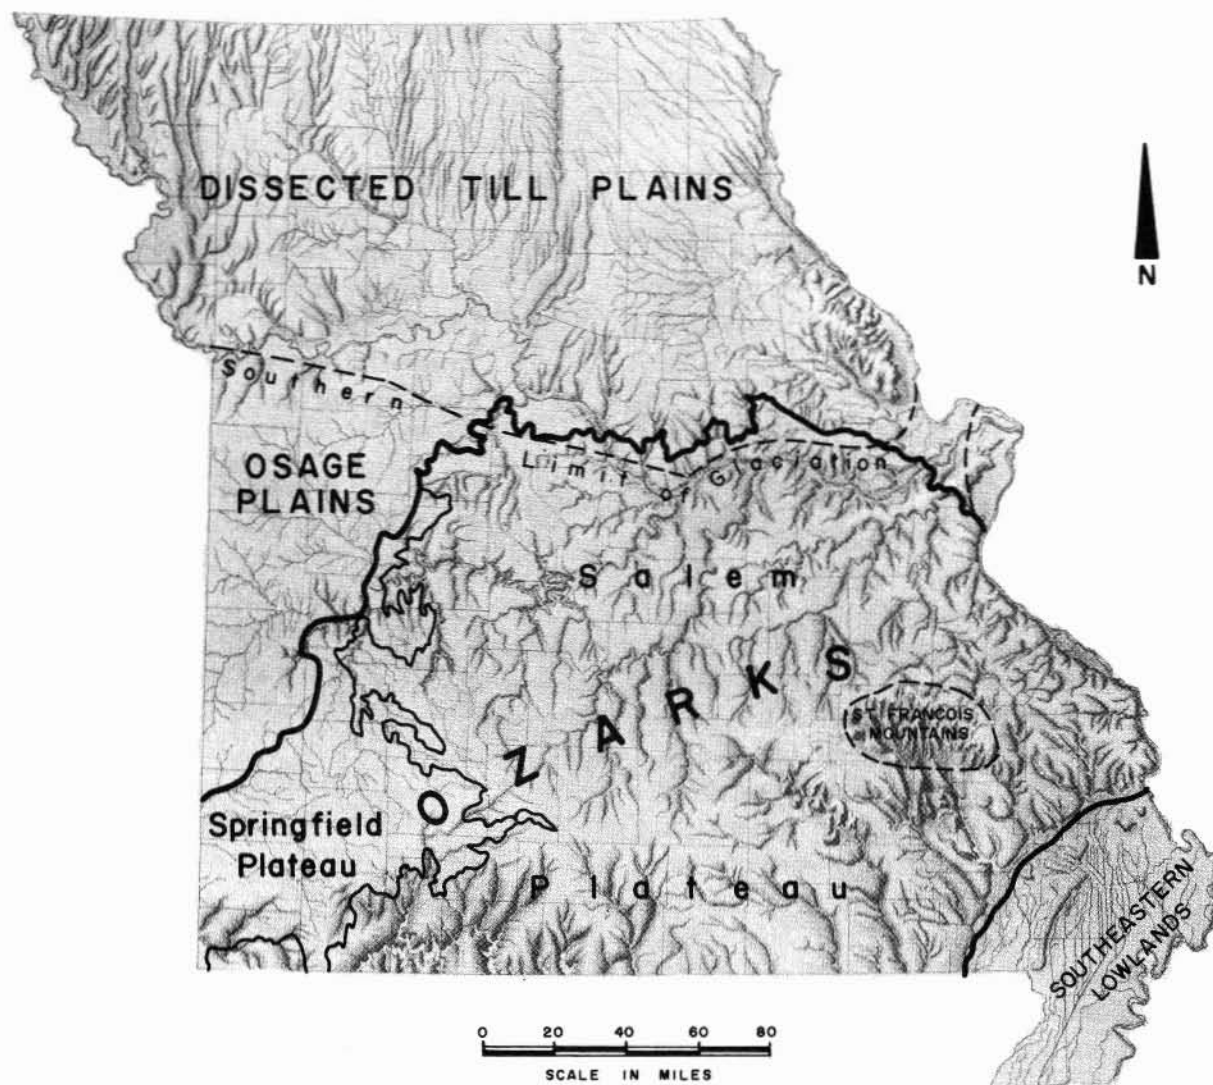 DISSECTED TILL PLAINS
N
Southern
Limit of Glaciation
OSAGE
PLAINS
Salem
OZARKS
ST FRANCOIS
MOUNTAINS
Springfield
Plateau
Plateau
SOUTHEASTERN
LOWLANDS
0 20 40 60 80
SCALE IN MILES